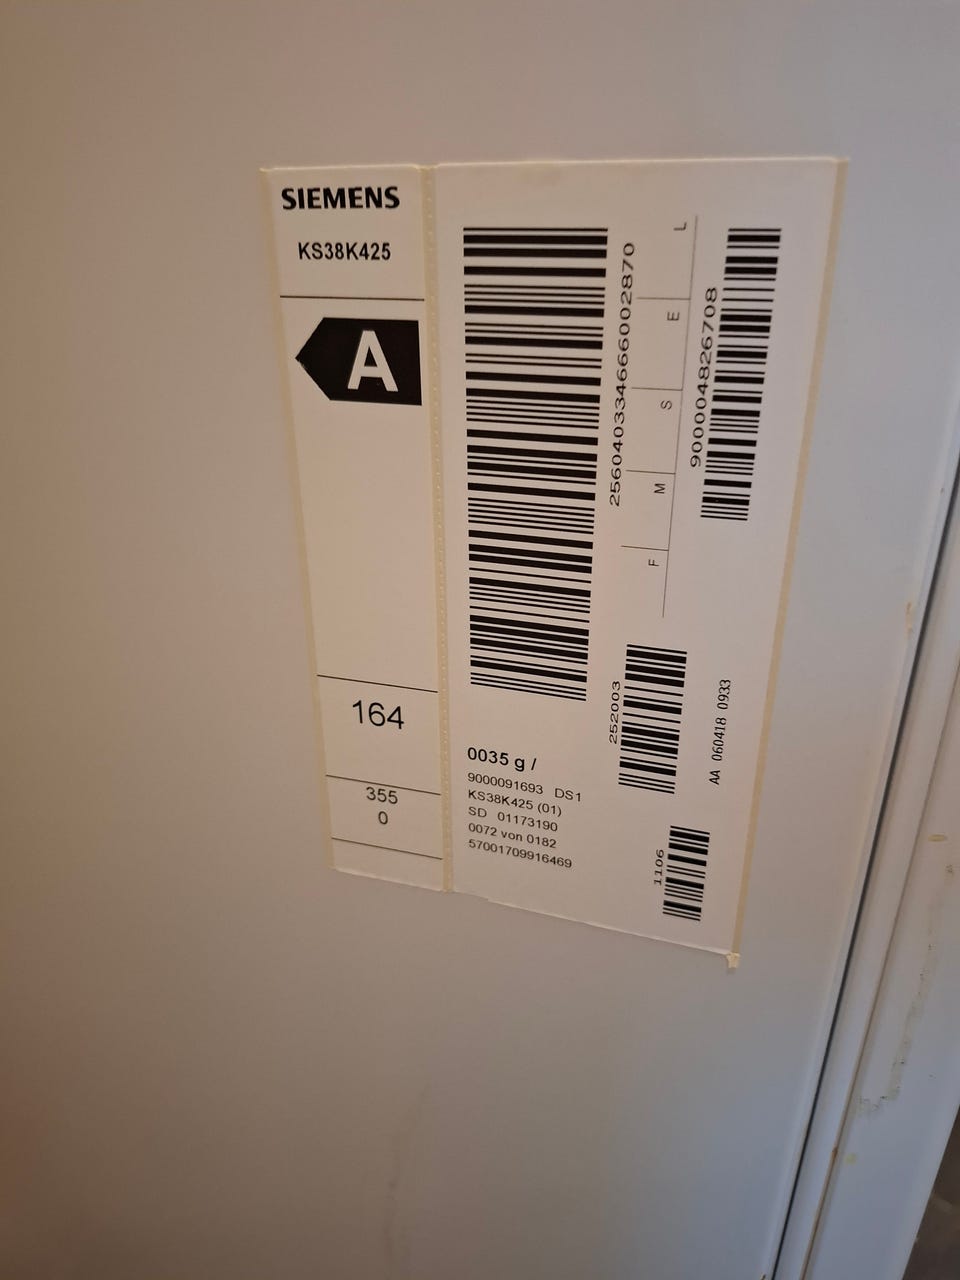 SIEMENS
KS38K425
A
164
355
0
256040334666002870
L
E
S
M
F
900004826708
252003
AA 060418 0933
1106
0035 g /
9000091693 DS1
KS38K425 (01)
SD 01173190
0072 von 0182
57001709916469